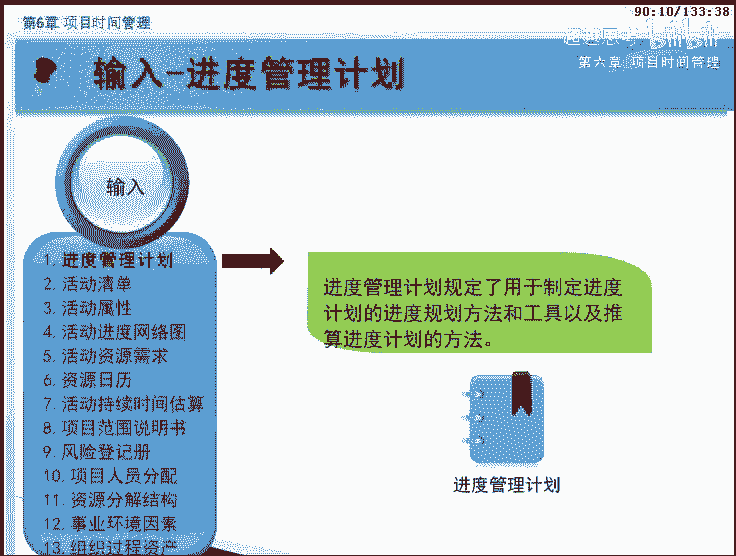 第6章 项目时间管理
90:10/133:38
bilibili
第六章 项目时间管理
输入-进度管理计划
输入
1. 进度管理计划
2. 活动清单
3. 活动属性
4. 活动进度网络图
5. 活动资源需求
6. 资源日历
7. 活动持续时间估算
8. 项目范围说明书
9. 风险登记册
10. 项目人员分配
11. 资源分解结构
12. 事业环境因素
13. 组织过程资产
进度管理计划规定了用于制定进度
计划的进度规划方法和工具以及推
算进度计划的方法。
进度管理计划